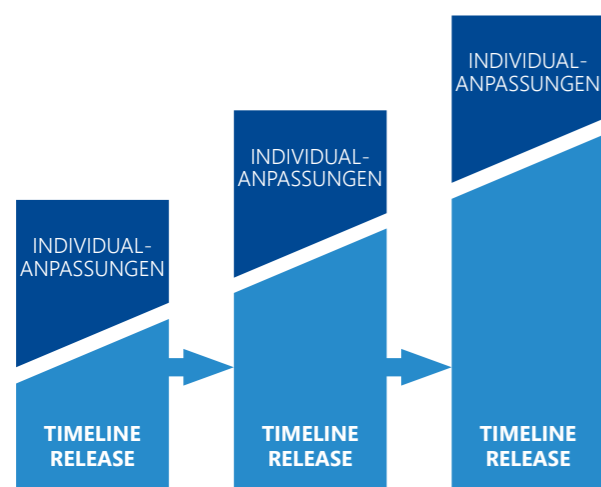 INDIVIDUAL-
ANPASSUNGEN
TIMELINE
RELEASE
INDIVIDUAL-
ANPASSUNGEN
TIMELINE
RELEASE
INDIVIDUAL-
ANPASSUNGEN
TIMELINE
RELEASE